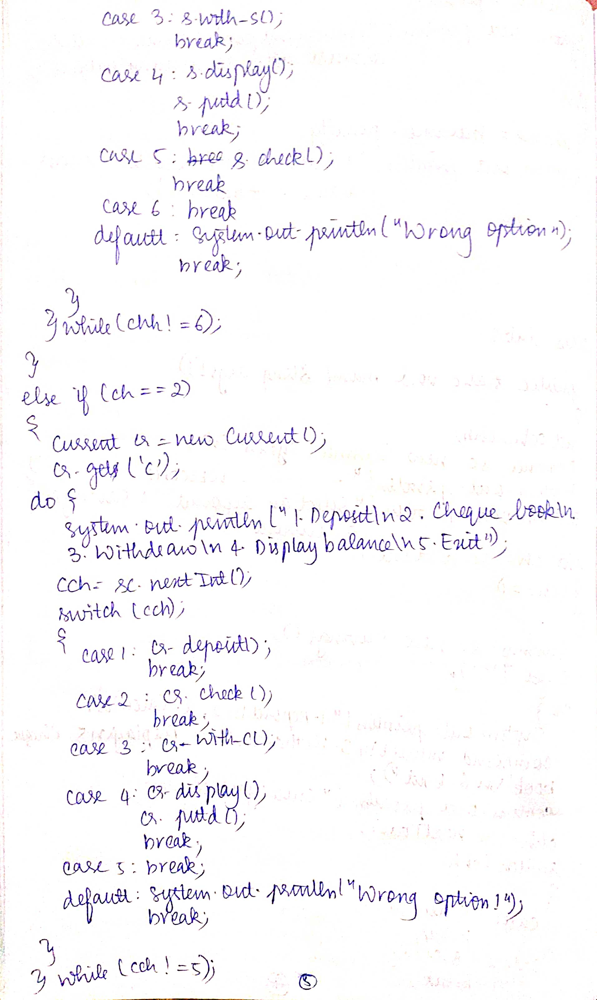 case 3: s.with-s();
break;
case 4: s.display();
s. putd();
break;
case 5: bree s. check();
break
case 6: break
default: System.out.println("Wrong option");
break;
}
} while(chh! =6);
}
else if (ch==2)
{
Current cr = new Current();
cr. gets ('c');
do {
System.out.println("1. Deposit\n2. Cheque book\n.
3. Withdraw\n 4. Display balance\n5. Exit");
cch= sc. nextInt();
switch (cch);
{
case 1: cr. deposit();
break;
case 2 : cr. check ();
break;
case 3 : cr. with-c();
break;
case 4: cr. display();
cr. putd();
break;
case 5: break;
default: System.out.println("Wrong option!");
break;
}
} while (cch! =5);
5